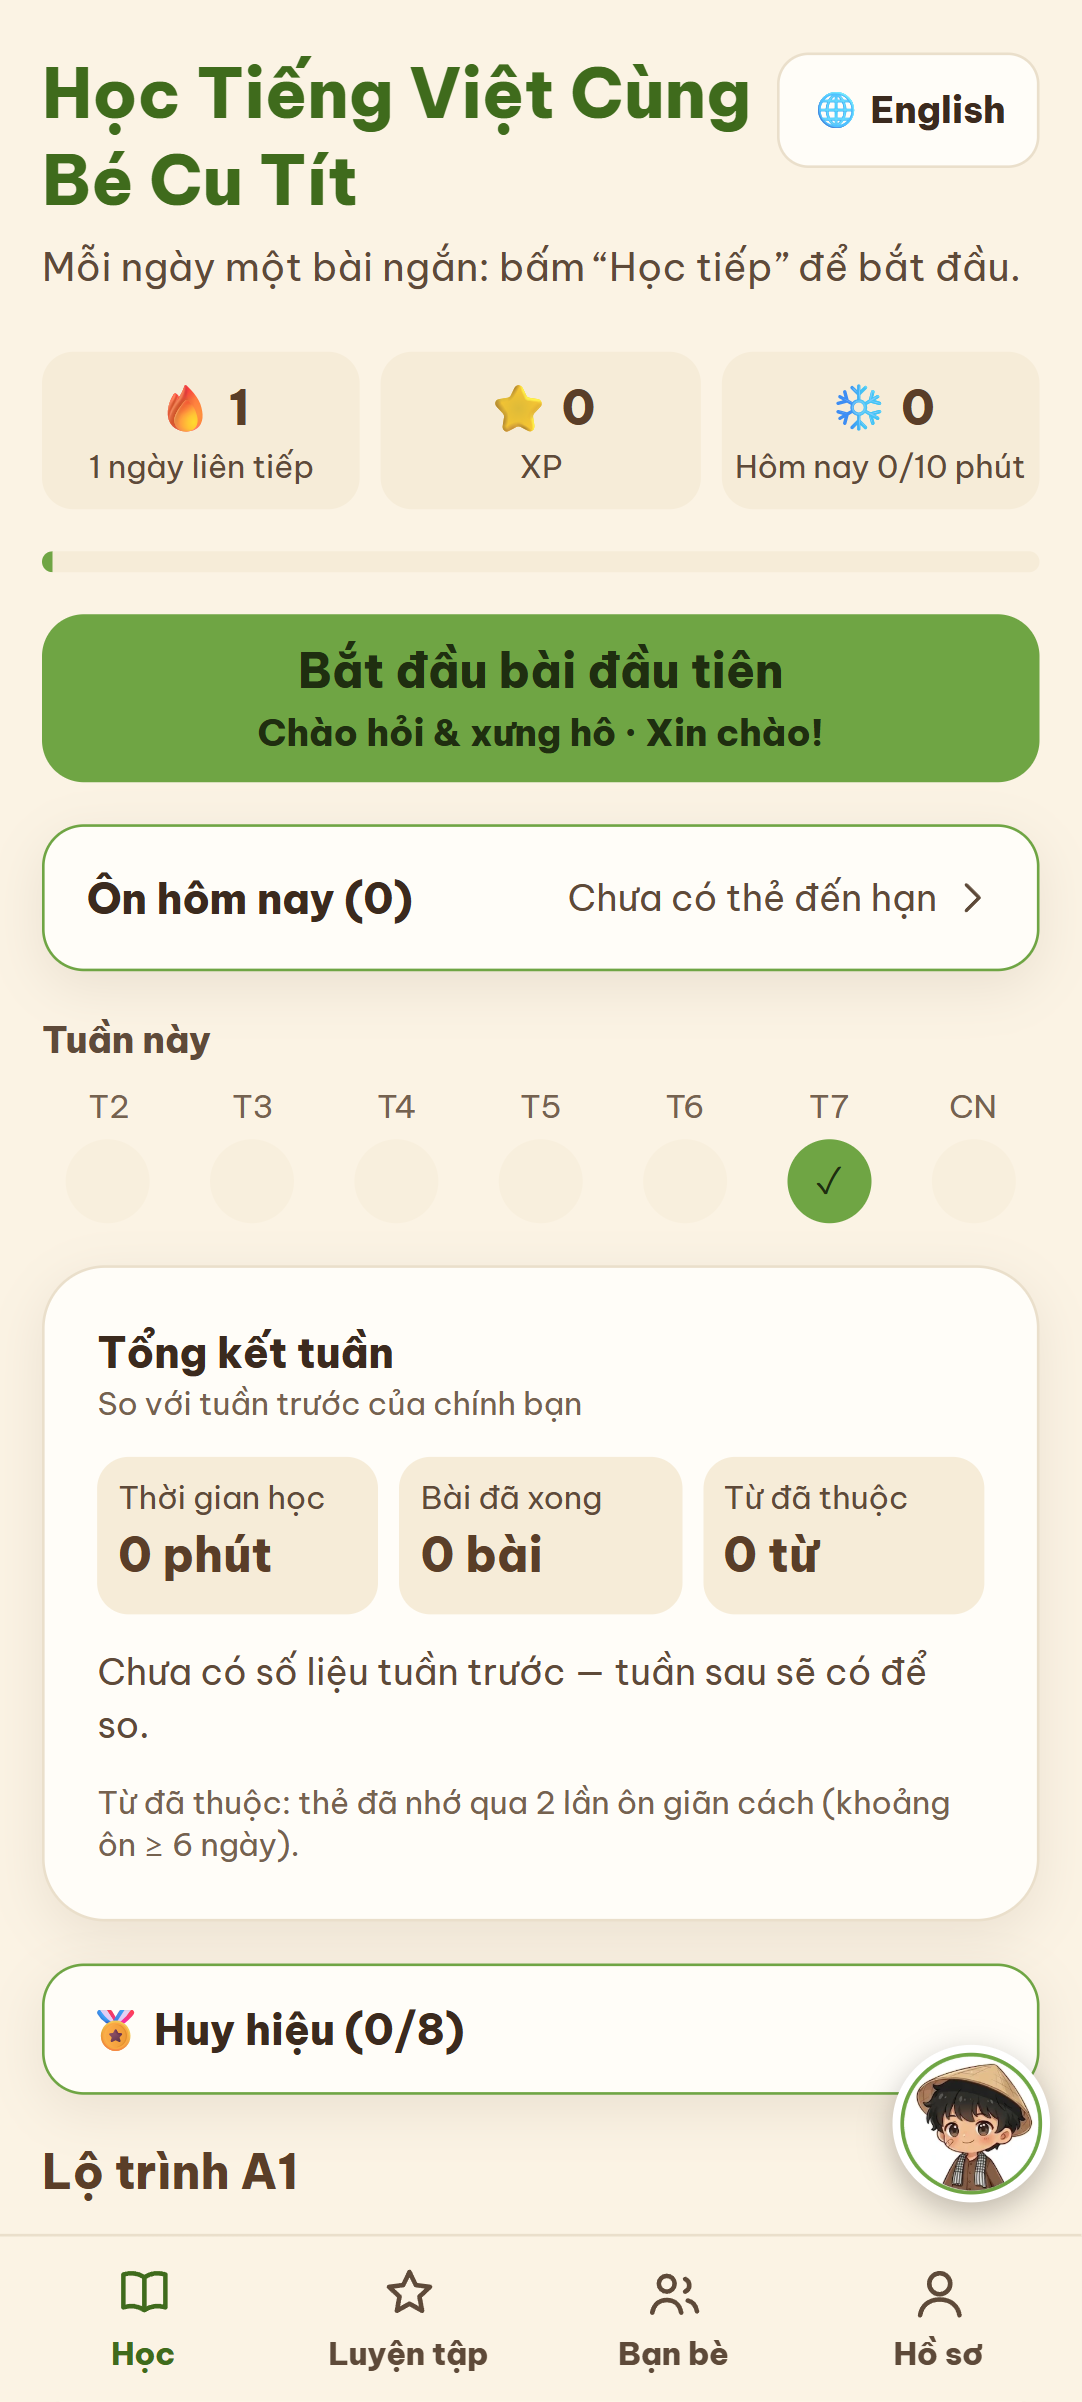 Học Tiếng Việt Cùng
Bé Cu Tít
English
Mỗi ngày một bài ngắn: bấm “Học tiếp” để bắt đầu.
1
1 ngày liên tiếp
0
XP
0
Hôm nay 0/10 phút
Bắt đầu bài đầu tiên
Chào hỏi & xưng hô · Xin chào!
Ôn hôm nay (0)
Chưa có thẻ đến hạn
Tuần này
T2 T3 T4 T5 T6 T7 CN
✓
Tổng kết tuần
So với tuần trước của chính bạn
Thời gian học
0 phút
Bài đã xong
0 bài
Từ đã thuộc
0 từ
Chưa có số liệu tuần trước — tuần sau sẽ có để
so.
Từ đã thuộc: thẻ đã nhớ qua 2 lần ôn giãn cách (khoảng
ôn ≥ 6 ngày).
Huy hiệu (0/8)
Lộ trình A1
Học
Luyện tập
Bạn bè
Hồ sơ